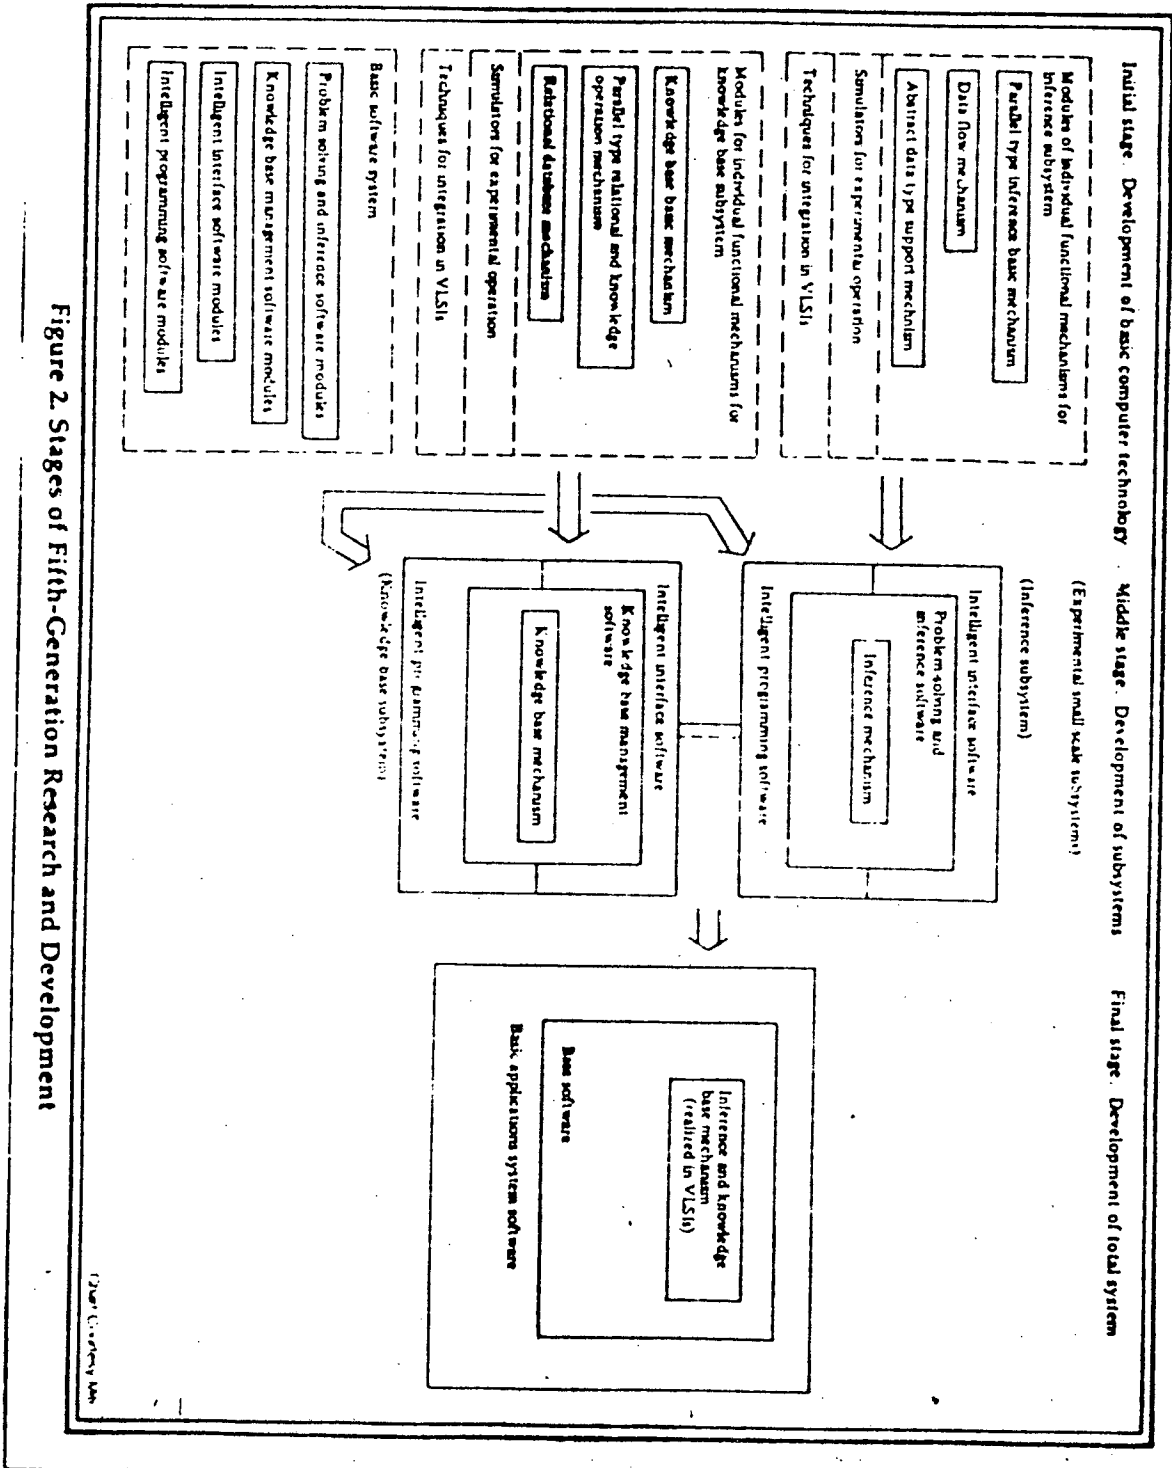 Initial stage. Development of basic computer technology
Modules of individual functional mechanisms for
inference subsystem
Parallel type inference basic mechanism
Data flow mechanism
Abstract data type support mechnism
Simulators for experimental operation
Techniques for integration in VLSIs
Modules for individual functional mechanisms for
knowledge base subsystem
Knowledge base basic mechanism
Parallel type relational and knowledge
operation mechanism
Relational database mechanism
Simulators for experimental operation
Techniques for integration in VLSIs
Basic software system
Problem solving and inference software modules
Knowledge base management software modules
Intelligent interface software modules
Intelligent programming software modules
Middle stage. Development of subsystems
(Experimental small scale subsystems)
(Inference subsystem)
Intelligent interface software
Problem-solving and
inference software
Inference mechanism
Intelligent programming software
Intelligent interface software
Knowledge base management
software
Knowledge base mechanism
Intelligent programming software
(Knowledge base subsystem)
Final stage. Development of total system
Inference and knowledge
base mechanism
(realized in VLSIs)
Base software
Basic applications system software
Courtesy
Figure 2. Stages of Fifth-Generation Research and Development